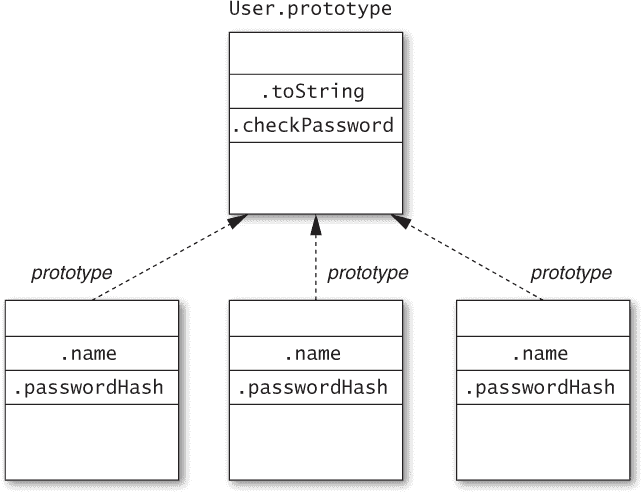 User.prototype
.toString
.checkPassword
prototype
prototype
prototype
.name
.name
.name
.passwordHash
.passwordHash
.passwordHash